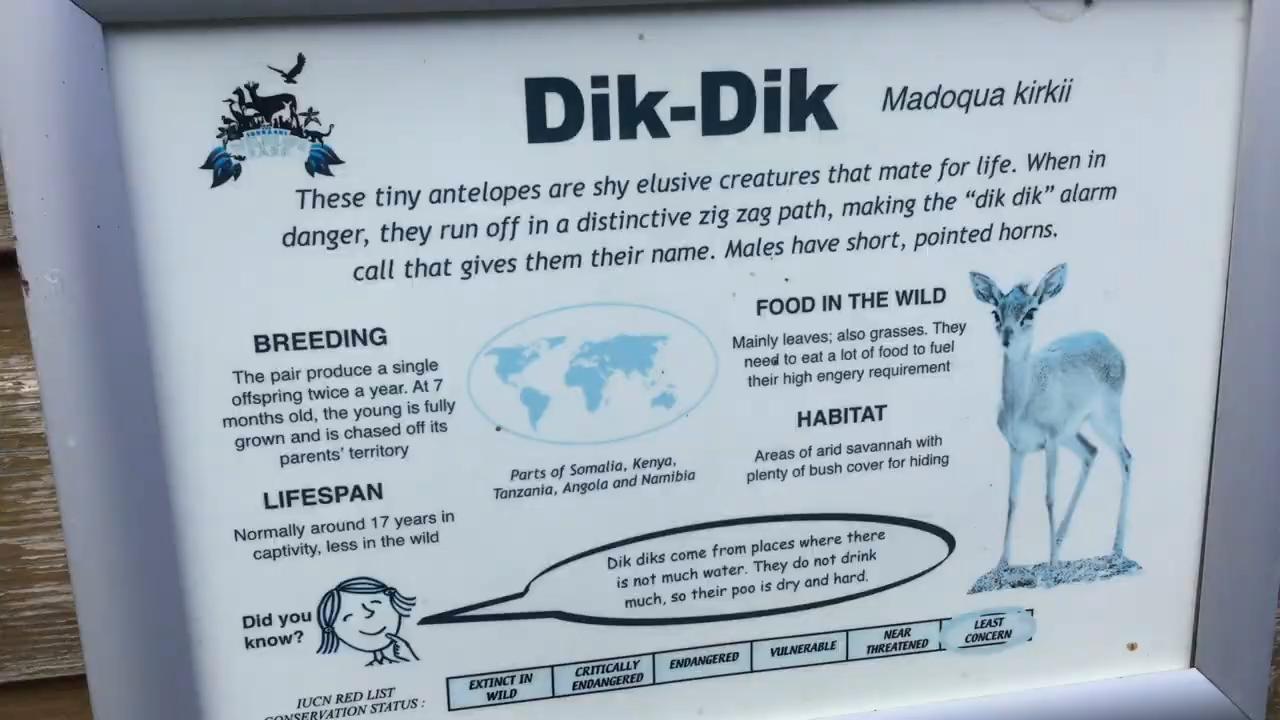 Dik-Dik Madoqua kirkii
These tiny antelopes are shy elusive creatures that mate for life. When in
danger, they run off in a distinctive zig zag path, making the “dik dik” alarm
call that gives them their name. Males have short, pointed horns.
BREEDING
The pair produce a single
offspring twice a year. At 7
months old, the young is fully
grown and is chased off its
parents’ territory
LIFESPAN
Normally around 17 years in
captivity, less in the wild
Parts of Somalia, Kenya,
Tanzania, Angola and Namibia
FOOD IN THE WILD
Mainly leaves; also grasses. They
need to eat a lot of food to fuel
their high engery requirement
HABITAT
Areas of arid savannah with
plenty of bush cover for hiding
Did you
know?
Dik diks come from places where there
is not much water. They do not drink
much, so their poo is dry and hard.
IUCN RED LIST
CONSERVATION STATUS :
EXTINCT IN
WILD
CRITICALLY
ENDANGERED
ENDANGERED
VULNERABLE
NEAR
THREATENED
LEAST
CONCERN